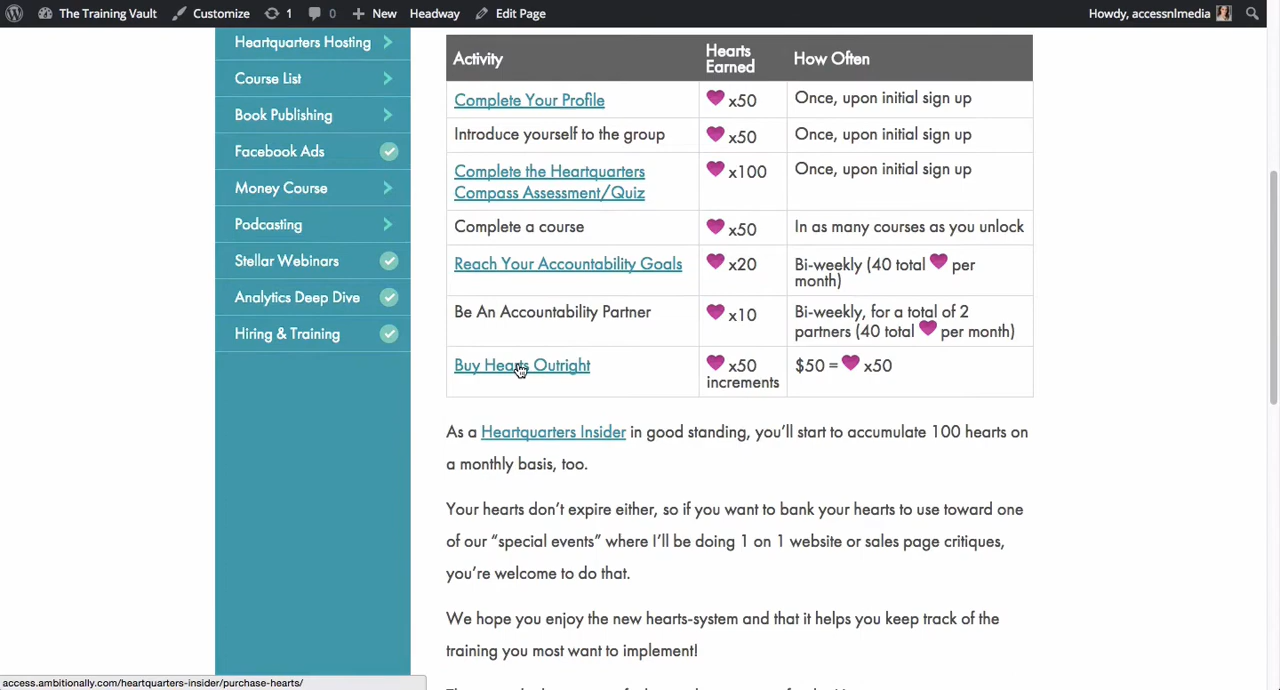 The Training Vault Customize 1 0 New Headway Edit Page Howdy, accessnlmedia
Heartquarters Hosting
Course List
Book Publishing
Facebook Ads
Money Course
Podcasting
Stellar Webinars
Analytics Deep Dive
Hiring & Training
Activity Hearts Earned How Often
Complete Your Profile x50 Once, upon initial sign up
Introduce yourself to the group x50 Once, upon initial sign up
Complete the Heartquarters x100 Once, upon initial sign up
Compass Assessment/Quiz
Complete a course x50 In as many courses as you unlock
Reach Your Accountability Goals x20 Bi-weekly (40 total per
month)
Be An Accountability Partner x10 Bi-weekly, for a total of 2
partners (40 total per month)
Buy Hearts Outright x50 $50 = x50
increments
As a Heartquarters Insider in good standing, you'll start to accumulate 100 hearts on
a monthly basis, too.
Your hearts don't expire either, so if you want to bank your hearts to use toward one
of our “special events” where I'll be doing 1 on 1 website or sales page critiques,
you're welcome to do that.
We hope you enjoy the new hearts-system and that it helps you keep track of the
training you most want to implement!
access.ambitionally.com/heartquarters-insider/purchase-hearts/